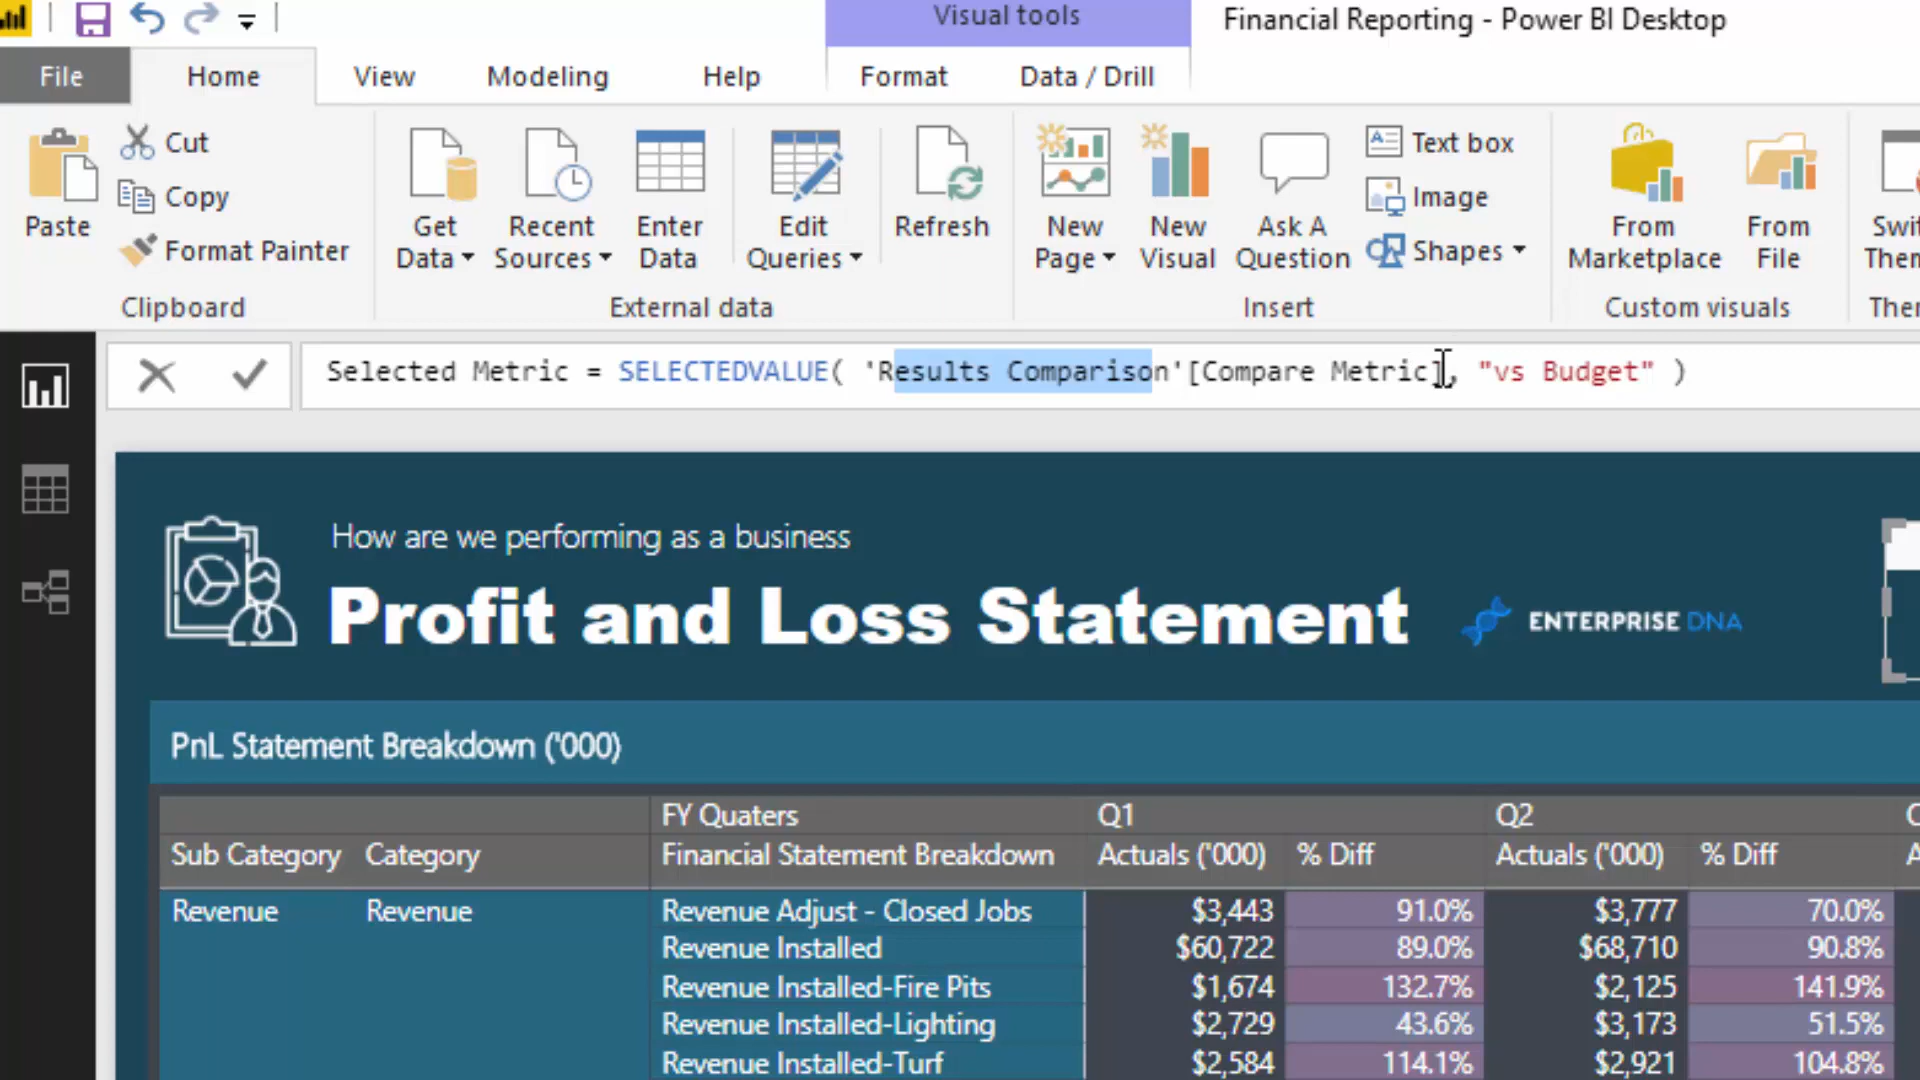 Visual tools
Financial Reporting - Power BI Desktop
File Home View Modeling Help Format Data / Drill
Paste
Cut
Copy
Format Painter
Clipboard
Get Data
Recent Sources
Enter Data
Edit Queries
Refresh
External data
New Page
New Visual
Ask A Question
Text box
Image
Shapes
Insert
From Marketplace
From File
Custom visuals
Selected Metric = SELECTEDVALUE( 'Results Comparison'[Compare Metric], "vs Budget" )
How are we performing as a business
Profit and Loss Statement
ENTERPRISE DNA
PnL Statement Breakdown ('000)
FY Quaters Q1 Q2
Sub Category Category Financial Statement Breakdown Actuals ('000) % Diff Actuals ('000) % Diff
Revenue Revenue Revenue Adjust - Closed Jobs $3,443 91.0% $3,777 70.0%
Revenue Installed $60,722 89.0% $68,710 90.8%
Revenue Installed-Fire Pits $1,674 132.7% $2,125 141.9%
Revenue Installed-Lighting $2,729 43.6% $3,173 51.5%
Revenue Installed-Turf $2,584 114.1% $2,921 104.8%